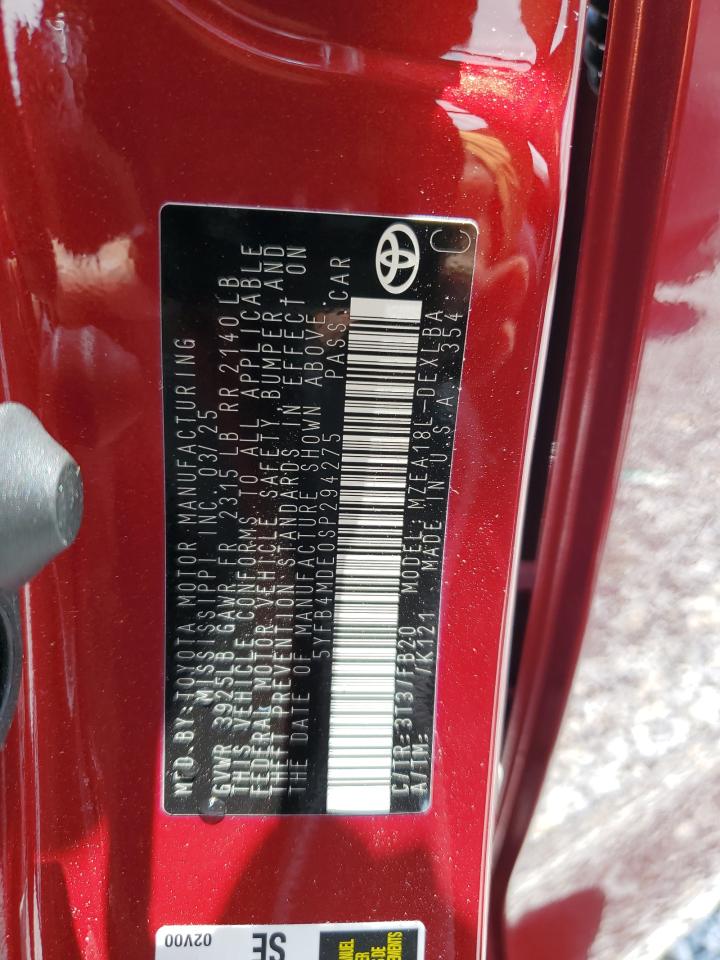 MFD.BY:TOYOTA MOTOR MANUFACTURING
MISSISSIPPI INC.03/25
GVWR 3925LB GAWR FR 2315 LB RR 2140 LB
THIS VEHICLE CONFORMS TO ALL APPLICABLE
FEDERAL MOTOR VEHICLE SAFETY,BUMPER AND
THEFT PREVENTION STANDARDS IN EFFECT ON
THE DATE OF MANUFACTURE SHOWN ABOVE.
5YFB4MDE0SP294275 PASS.CAR
C/TR:3T3/FB20 MODEL:MZEA18L-DEXLBA
A/TM: /K121 MADE IN U.S.A. 354
C
02V00
SE